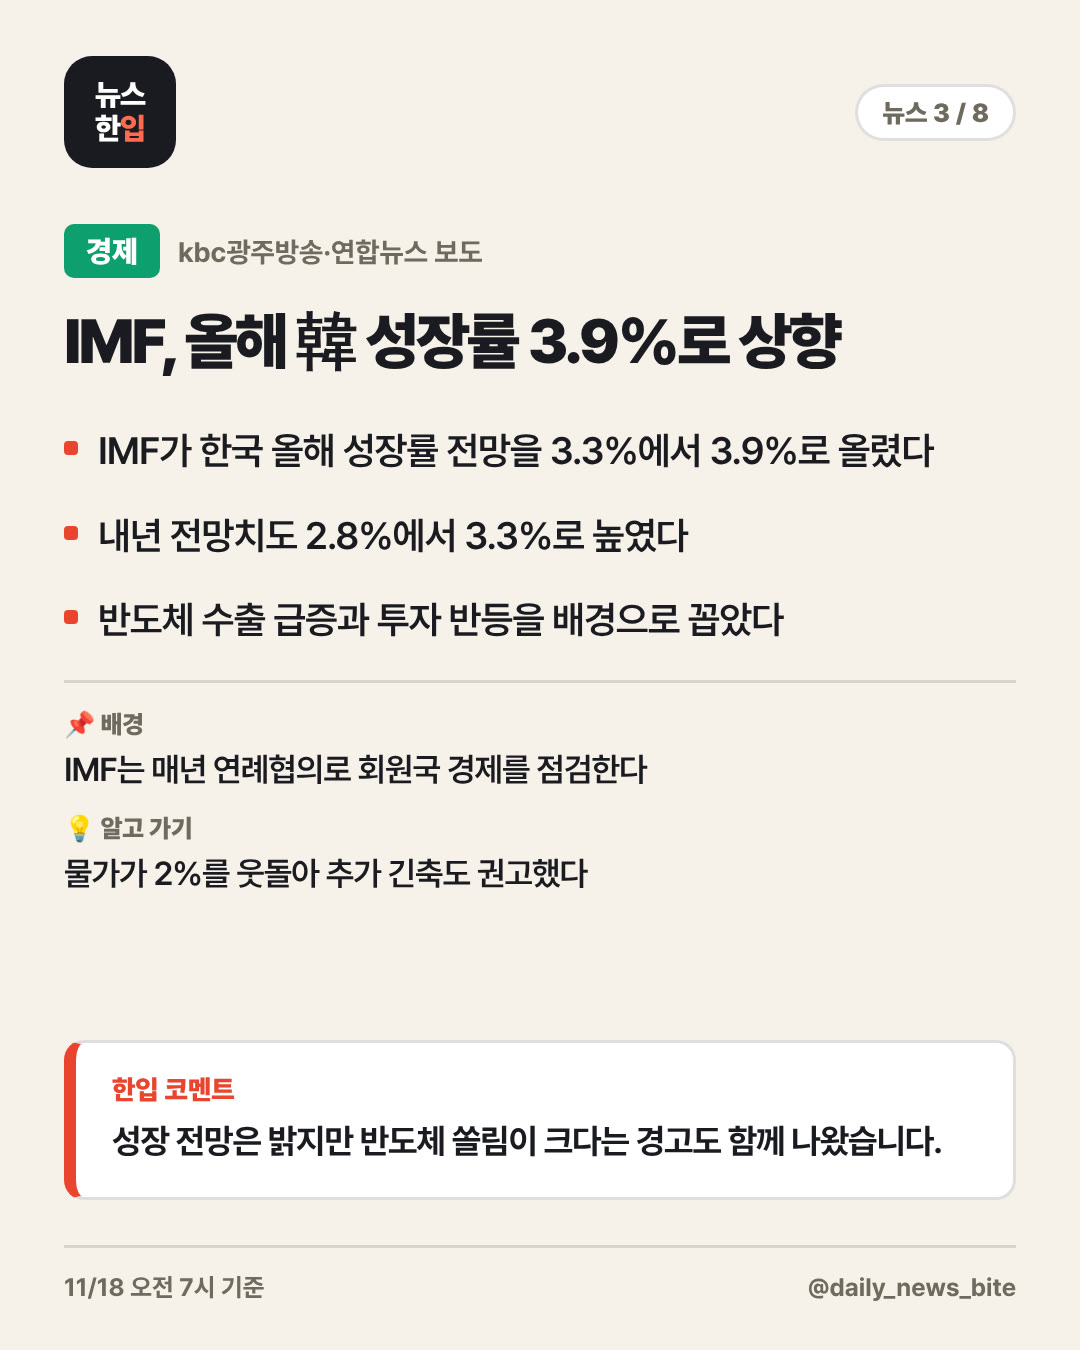 뉴스
한입
뉴스 3 / 8
경제
kbc광주방송·연합뉴스 보도
IMF, 올해 韓 성장률 3.9%로 상향
IMF가 한국 올해 성장률 전망을 3.3%에서 3.9%로 올렸다
내년 전망치도 2.8%에서 3.3%로 높였다
반도체 수출 급증과 투자 반등을 배경으로 꼽았다
📌 배경
IMF는 매년 연례협의로 회원국 경제를 점검한다
💡 알고 가기
물가가 2%를 웃돌아 추가 긴축도 권고했다
한입 코멘트
성장 전망은 밝지만 반도체 쏠림이 크다는 경고도 함께 나왔습니다.
11/18 오전 7시 기준
@daily_news_bite